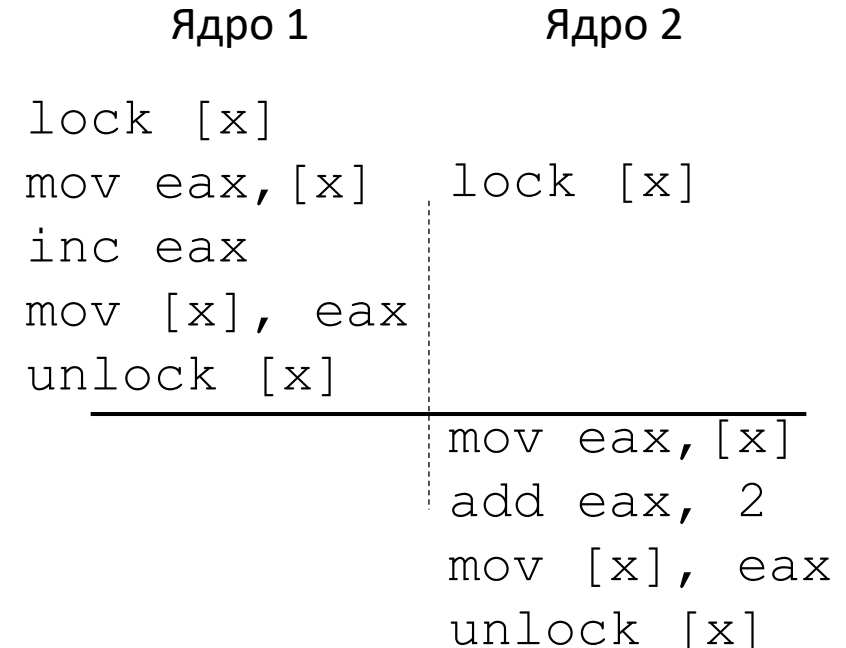 Ядро 1
Ядро 2
lock [x]
mov eax,[x]
lock [x]
inc eax
mov [x], eax
unlock [x]
mov eax,[x]
add eax, 2
mov [x], eax
unlock [x]